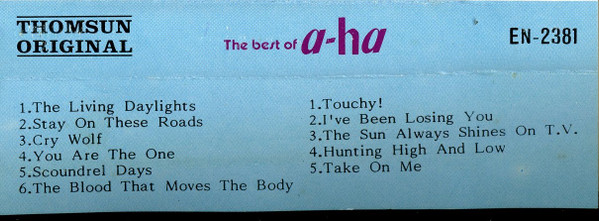 THOMSUN
ORIGINAL
The best of a-ha
EN-2381
1.The Living Daylights
2.Stay On These Roads
3.Cry Wolf
4.You Are The One
5.Scoundrel Days
6.The Blood That Moves The Body
1.Touchy!
2.I've Been Losing You
3.The Sun Always Shines On T.V.
4.Hunting High And Low
5.Take On Me